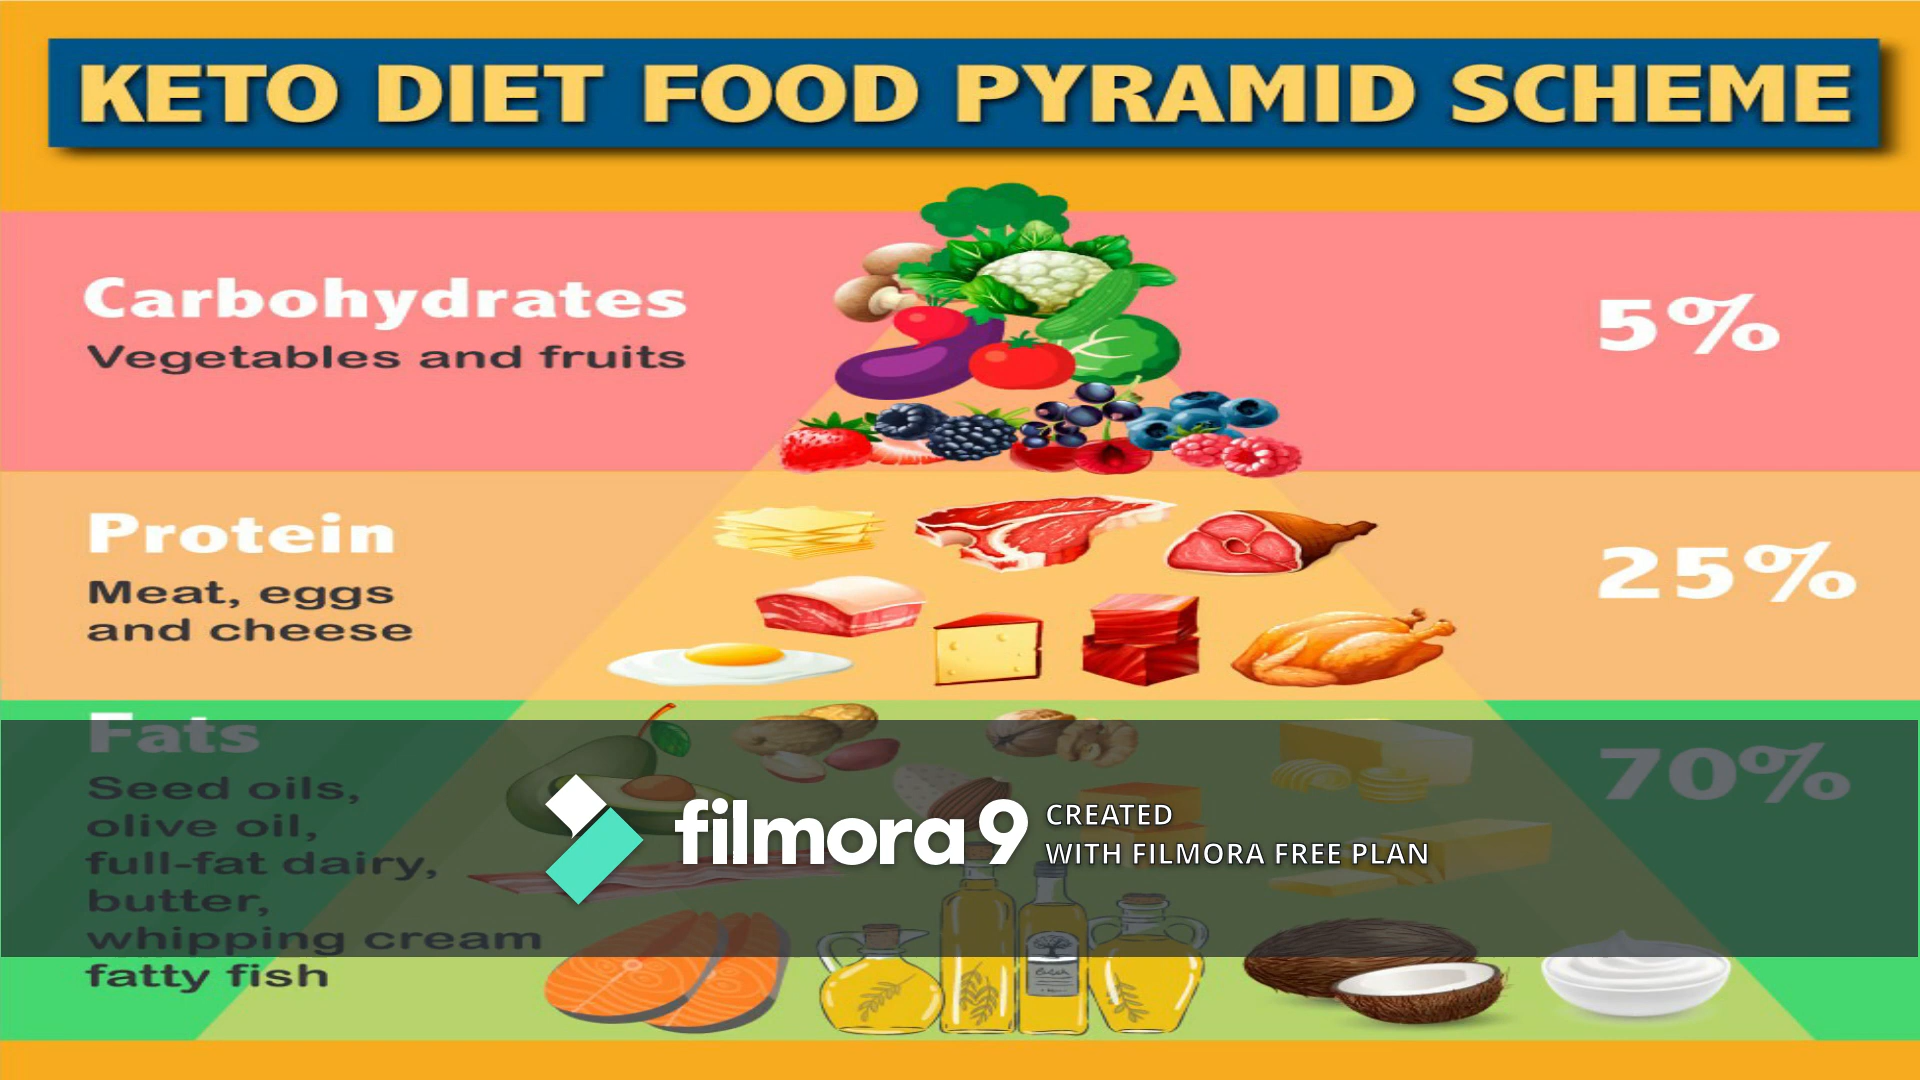 KETO DIET FOOD PYRAMID SCHEME
Carbohydrates
Vegetables and fruits
5%
Protein
Meat, eggs
and cheese
25%
Fats
Seed oils,
olive oil,
full-fat dairy,
butter,
whipping cream
fatty fish
70%
filmora9
CREATED
WITH FILMORA FREE PLAN